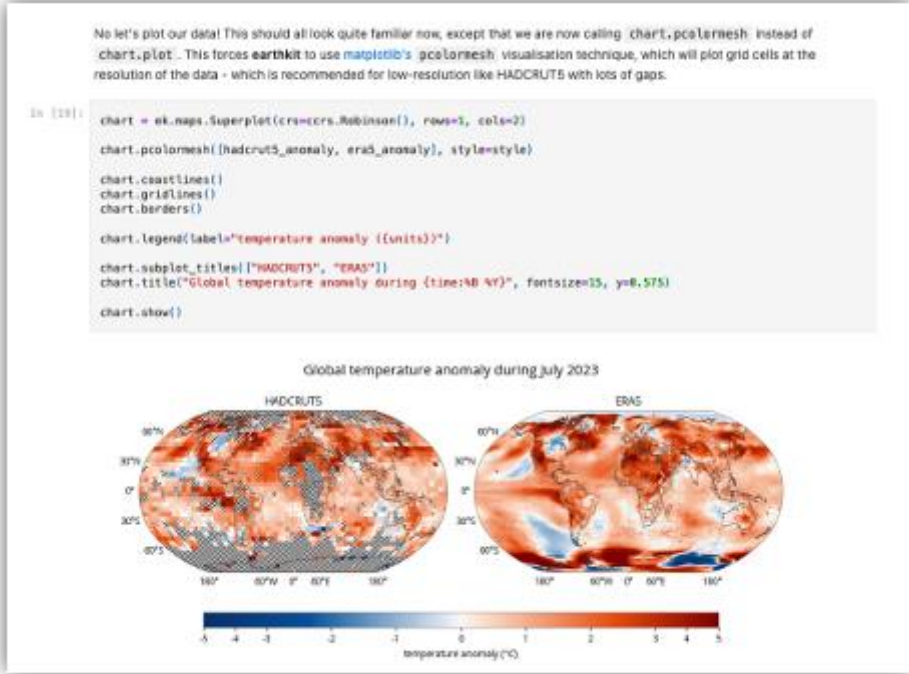 No let's plot our data! This should all look quite familiar now, except that we are now calling chart.pcolormesh instead of
chart.plot . This forces earthkit to use matplotlib's pcolormesh visualisation technique, which will plot grid cells at the
resolution of the data - which is recommended for low-resolution like HADCRUT5 with lots of gaps.
In [19]:
chart = ek.maps.Superplot(crs=ccrs.Robinson(), rows=1, cols=2)
chart.pcolormesh([hadcrut5_anomaly, era5_anomaly], style=style)
chart.coastlines()
chart.gridlines()
chart.borders()
chart.legend(label="temperature anomaly ({units})")
chart.subplot_titles(["HADCRUT5", "ERA5"])
chart.title("Global temperature anomaly during {time:%B %Y}", fontsize=15, y=0.575)
chart.show()
Global temperature anomaly during July 2023
HADCRUT5 ERA5
60°N 60°N
30°N 30°N
0° 0°
30°S 30°S
60°S 60°S
180° 60°W 0° 60°E 180° 180° 60°W 0° 60°E 180°
-5 -4 -3 -2 -1 0 1 2 3 4 5
temperature anomaly (°C)